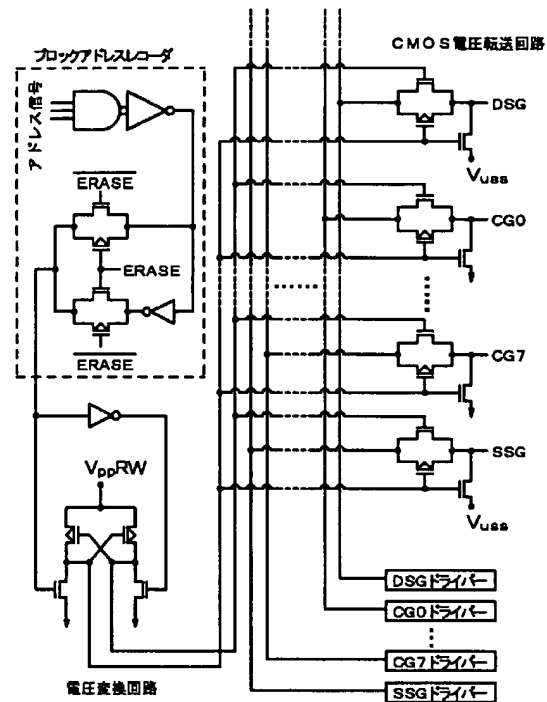 CMOS電圧転送回路
ブロックアドレスレコーダ
アドレス信号
DSG
Vuss
ERASE
CG0
ERASE
ERASE
CG7
SSG
VppRW
Vuss
DSGドライバー
CG0ドライバー
CG7ドライバー
SSGドライバー
電圧変換回路